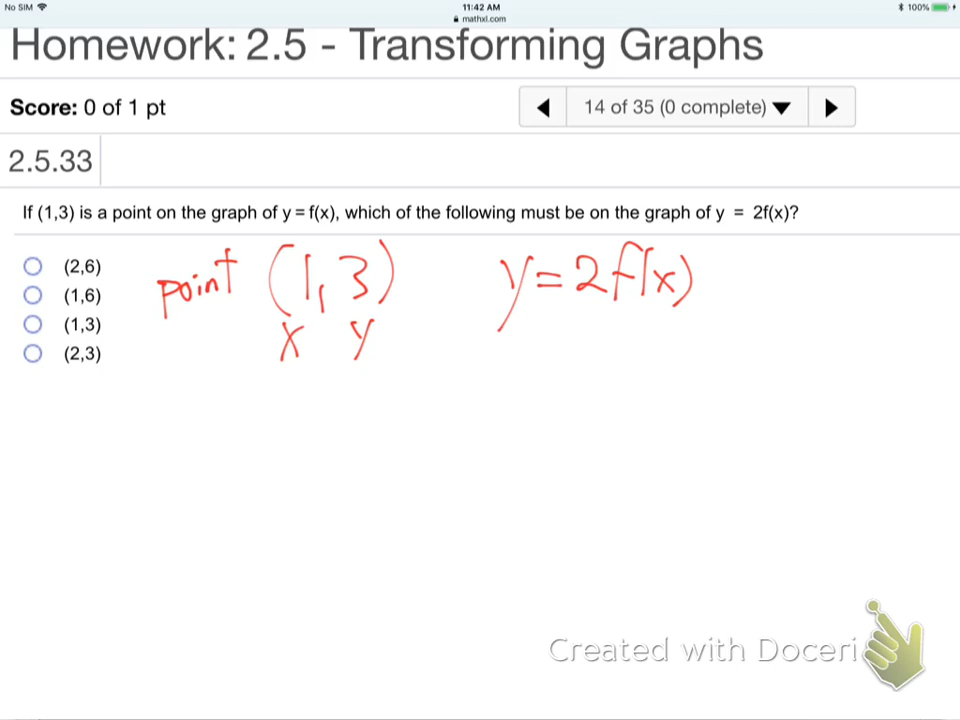 No SIM 11:42 AM 100%
mathxl.com
Homework: 2.5 - Transforming Graphs
Score: 0 of 1 pt 14 of 35 (0 complete)
2.5.33
If (1,3) is a point on the graph of y = f(x), which of the following must be on the graph of y = 2f(x)?
(2,6)
(1,6)
(1,3)
(2,3)
point (1,3) y=2f(x)
x y
Created with Doceri